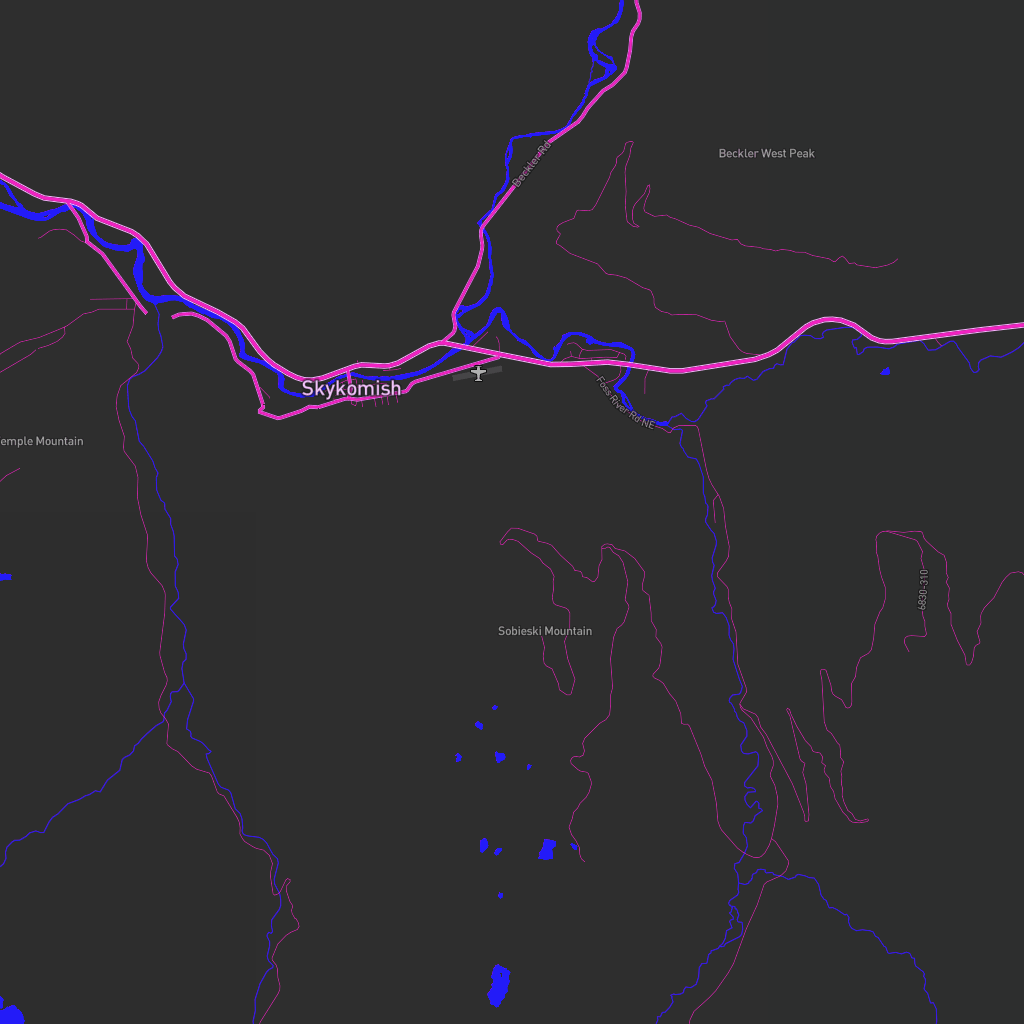 Beckler Rd
Beckler West Peak
Skykomish
Foss River Rd NE
emple Mountain
6830-310
Sobieski Mountain